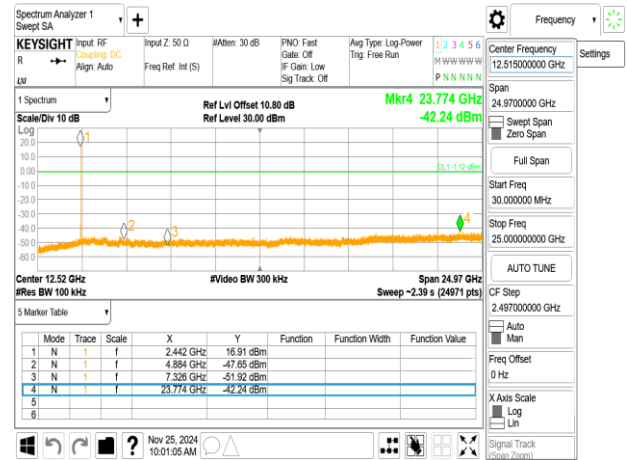 Spectrum Analyzer 1
Swept SA
Frequency
KEYSIGHT
R
Input: RF
Coupling: DC
Align: Auto
Input Z: 50 Ω
Freq Ref: Int (S)
#Atten: 30 dB
PNO: Fast
Gate: Off
IF Gain: Low
Sig Track: Off
Avg Type: Log-Power
Trig: Free Run
1 2 3 4 5 6
M W W W W W
P N N N N N
1 Spectrum
Scale/Div 10 dB
Ref Lvl Offset 10.80 dB
Ref Level 30.00 dBm
Mkr4 23.774 GHz
-42.24 dBm
Log
20.0
10.0
0.00
-10.0
-20.0
-30.0
-40.0
-50.0
-60.0
1
2
3
4
DL1 -1.12 dBm
Center 12.52 GHz
#Res BW 100 kHz
#Video BW 300 kHz
Span 24.97 GHz
Sweep ~2.39 s (24971 pts)
5 Marker Table
Mode Trace Scale X Y Function Function Width Function Value
1 N 1 f 2.442 GHz 16.91 dBm
2 N 1 f 4.884 GHz -47.65 dBm
3 N 1 f 7.326 GHz -51.92 dBm
4 N 1 f 23.774 GHz -42.24 dBm
5
6
Nov 25, 2024
10:01:05 AM
Center Frequency
12.515000000 GHz
Settings
Span
24.9700000 GHz
Swept Span
Zero Span
Full Span
Start Freq
30.000000 MHz
Stop Freq
25.000000000 GHz
AUTO TUNE
CF Step
2.497000000 GHz
Auto
Man
Freq Offset
0 Hz
X Axis Scale
Log
Lin
Signal Track
(Span Zoom)